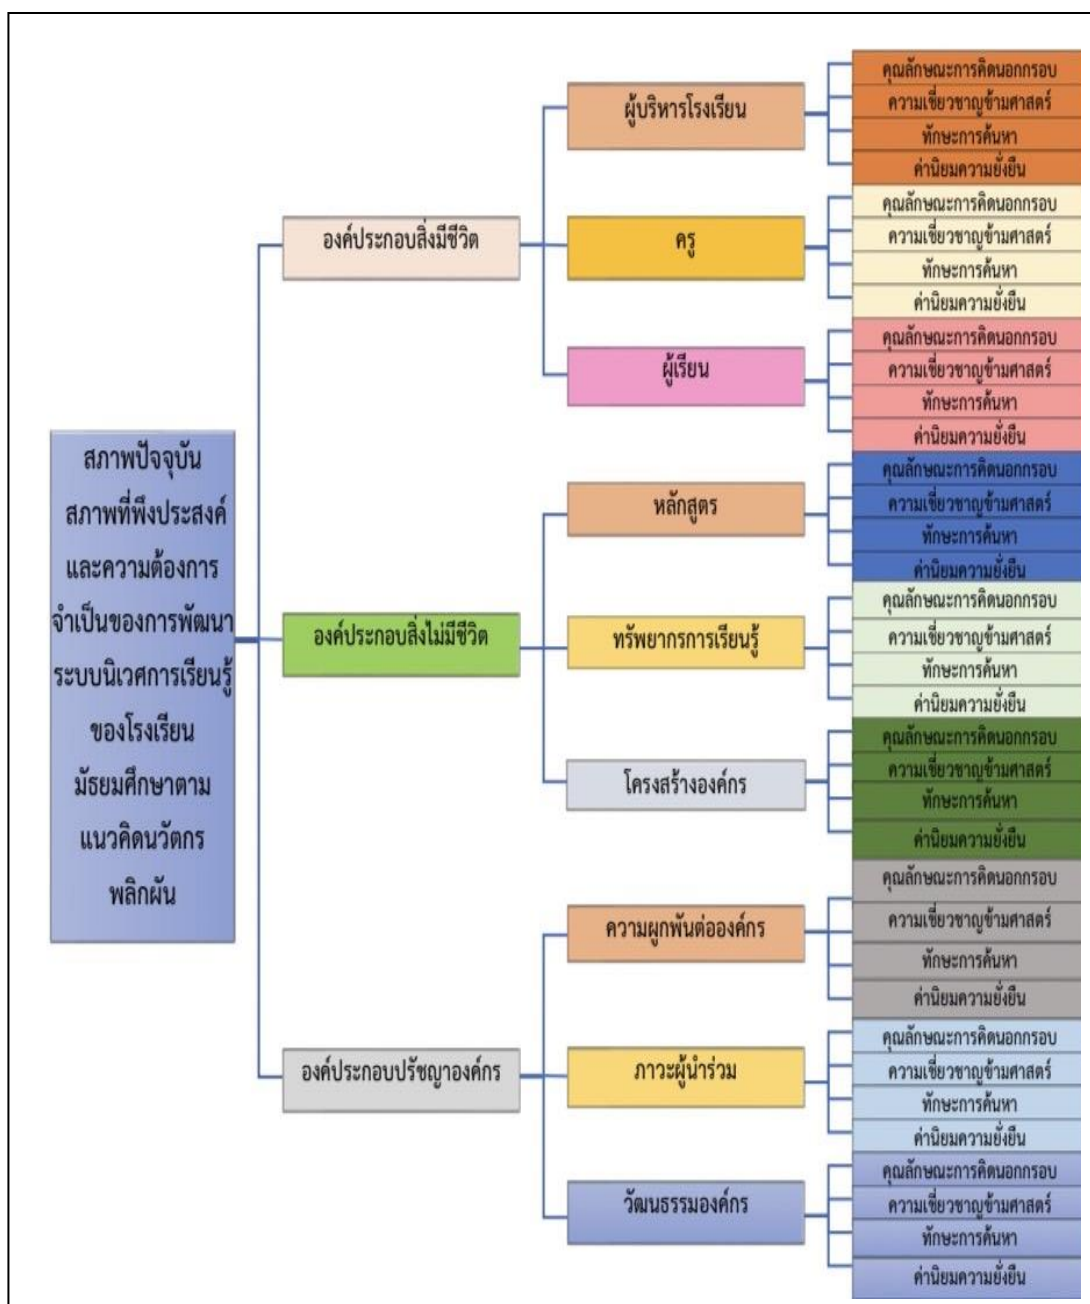 สภาพปัจจุบัน
สภาพที่พึงประสงค์
และความต้องการ
จำเป็นของการพัฒนา
ระบบนิเวศการเรียนรู้
ของโรงเรียน
มัธยมศึกษาตาม
แนวคิดนวัตกร
พลิกผัน
องค์ประกอบสิ่งมีชีวิต
ผู้บริหารโรงเรียน
คุณลักษณะการคิดนอกกรอบ
ความเชี่ยวชาญข้ามศาสตร์
ทักษะการค้นหา
ค่านิยมความยั่งยืน
ครู
คุณลักษณะการคิดนอกกรอบ
ความเชี่ยวชาญข้ามศาสตร์
ทักษะการค้นหา
ค่านิยมความยั่งยืน
ผู้เรียน
คุณลักษณะการคิดนอกกรอบ
ความเชี่ยวชาญข้ามศาสตร์
ทักษะการค้นหา
ค่านิยมความยั่งยืน
องค์ประกอบสิ่งไม่มีชีวิต
หลักสูตร
คุณลักษณะการคิดนอกกรอบ
ความเชี่ยวชาญข้ามศาสตร์
ทักษะการค้นหา
ค่านิยมความยั่งยืน
ทรัพยากรการเรียนรู้
คุณลักษณะการคิดนอกกรอบ
ความเชี่ยวชาญข้ามศาสตร์
ทักษะการค้นหา
ค่านิยมความยั่งยืน
โครงสร้างองค์กร
คุณลักษณะการคิดนอกกรอบ
ความเชี่ยวชาญข้ามศาสตร์
ทักษะการค้นหา
ค่านิยมความยั่งยืน
องค์ประกอบปรัชญาองค์กร
ความผูกพันต่อองค์กร
คุณลักษณะการคิดนอกกรอบ
ความเชี่ยวชาญข้ามศาสตร์
ทักษะการค้นหา
ค่านิยมความยั่งยืน
ภาวะผู้นำร่วม
คุณลักษณะการคิดนอกกรอบ
ความเชี่ยวชาญข้ามศาสตร์
ทักษะการค้นหา
ค่านิยมความยั่งยืน
วัฒนธรรมองค์กร
คุณลักษณะการคิดนอกกรอบ
ความเชี่ยวชาญข้ามศาสตร์
ทักษะการค้นหา
ค่านิยมความยั่งยืน